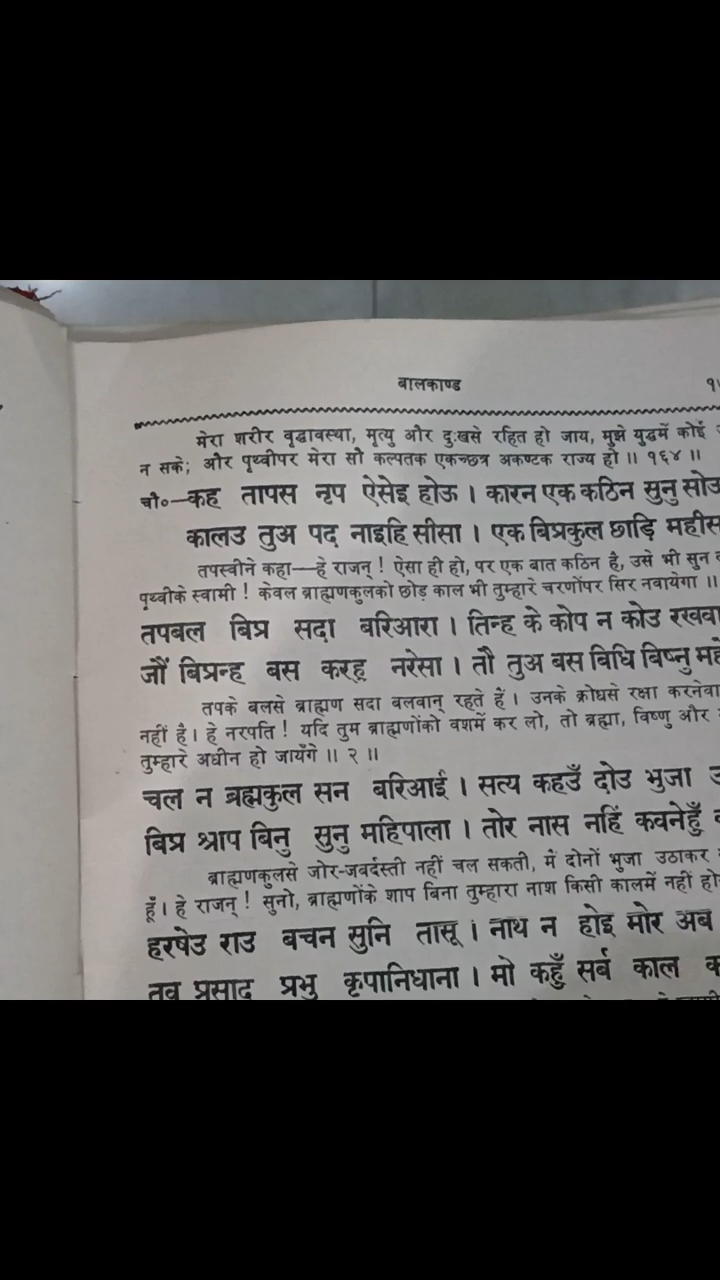 बालकाण्ड
मेरा शरीर वृद्धावस्था, मृत्यु और दुःखसे रहित हो जाय, मुझे युद्धमें कोई
न सके; और पृथ्वीपर मेरा सौ कल्पतक एकच्छत्र अकण्टक राज्य हो ॥ १६४ ॥
चौ०—कह तापस नृप ऐसेइ होऊ । कारन एक कठिन सुनु सोऊ
कालउ तुअ पद नाइहि सीसा । एक बिप्रकुल छाड़ि महीस
तपस्वीने कहा—हे राजन् ! ऐसा ही हो, पर एक बात कठिन है, उसे भी सुन
पृथ्वीके स्वामी ! केवल ब्राह्मणकुलको छोड़ काल भी तुम्हारे चरणोंपर सिर नवायेगा ॥
तपबल बिप्र सदा बरिआरा । तिन्ह के कोप न कोउ रखवा
जौं बिप्रन्ह बस करहु नरेसा । तौ तुअ बस बिधि बिष्नु महे
तपके बलसे ब्राह्मण सदा बलवान् रहते हैं । उनके क्रोधसे रक्षा करनेवा
नहीं है । हे नरपति ! यदि तुम ब्राह्मणोंको वशमें कर लो, तो ब्रह्मा, विष्णु और
तुम्हारे अधीन हो जायँगे ॥ २ ॥
चल न ब्रह्मकुल सन बरिआई । सत्य कहउँ दोउ भुजा
बिप्र श्राप बिनु सुनु महिपाला । तोर नास नहिं कवनेहुँ
ब्राह्मणकुलसे जोर-जबर्दस्ती नहीं चल सकती, मैं दोनों भुजा उठाकर
हूँ । हे राजन् ! सुनो, ब्राह्मणोंके शाप बिना तुम्हारा नाश किसी कालमें नहीं हो
हरषेउ राउ बचन सुनि तासू । नाथ न होइ मोर अब
तव प्रसाद प्रभु कृपानिधाना । मो कहुँ सर्ब काल